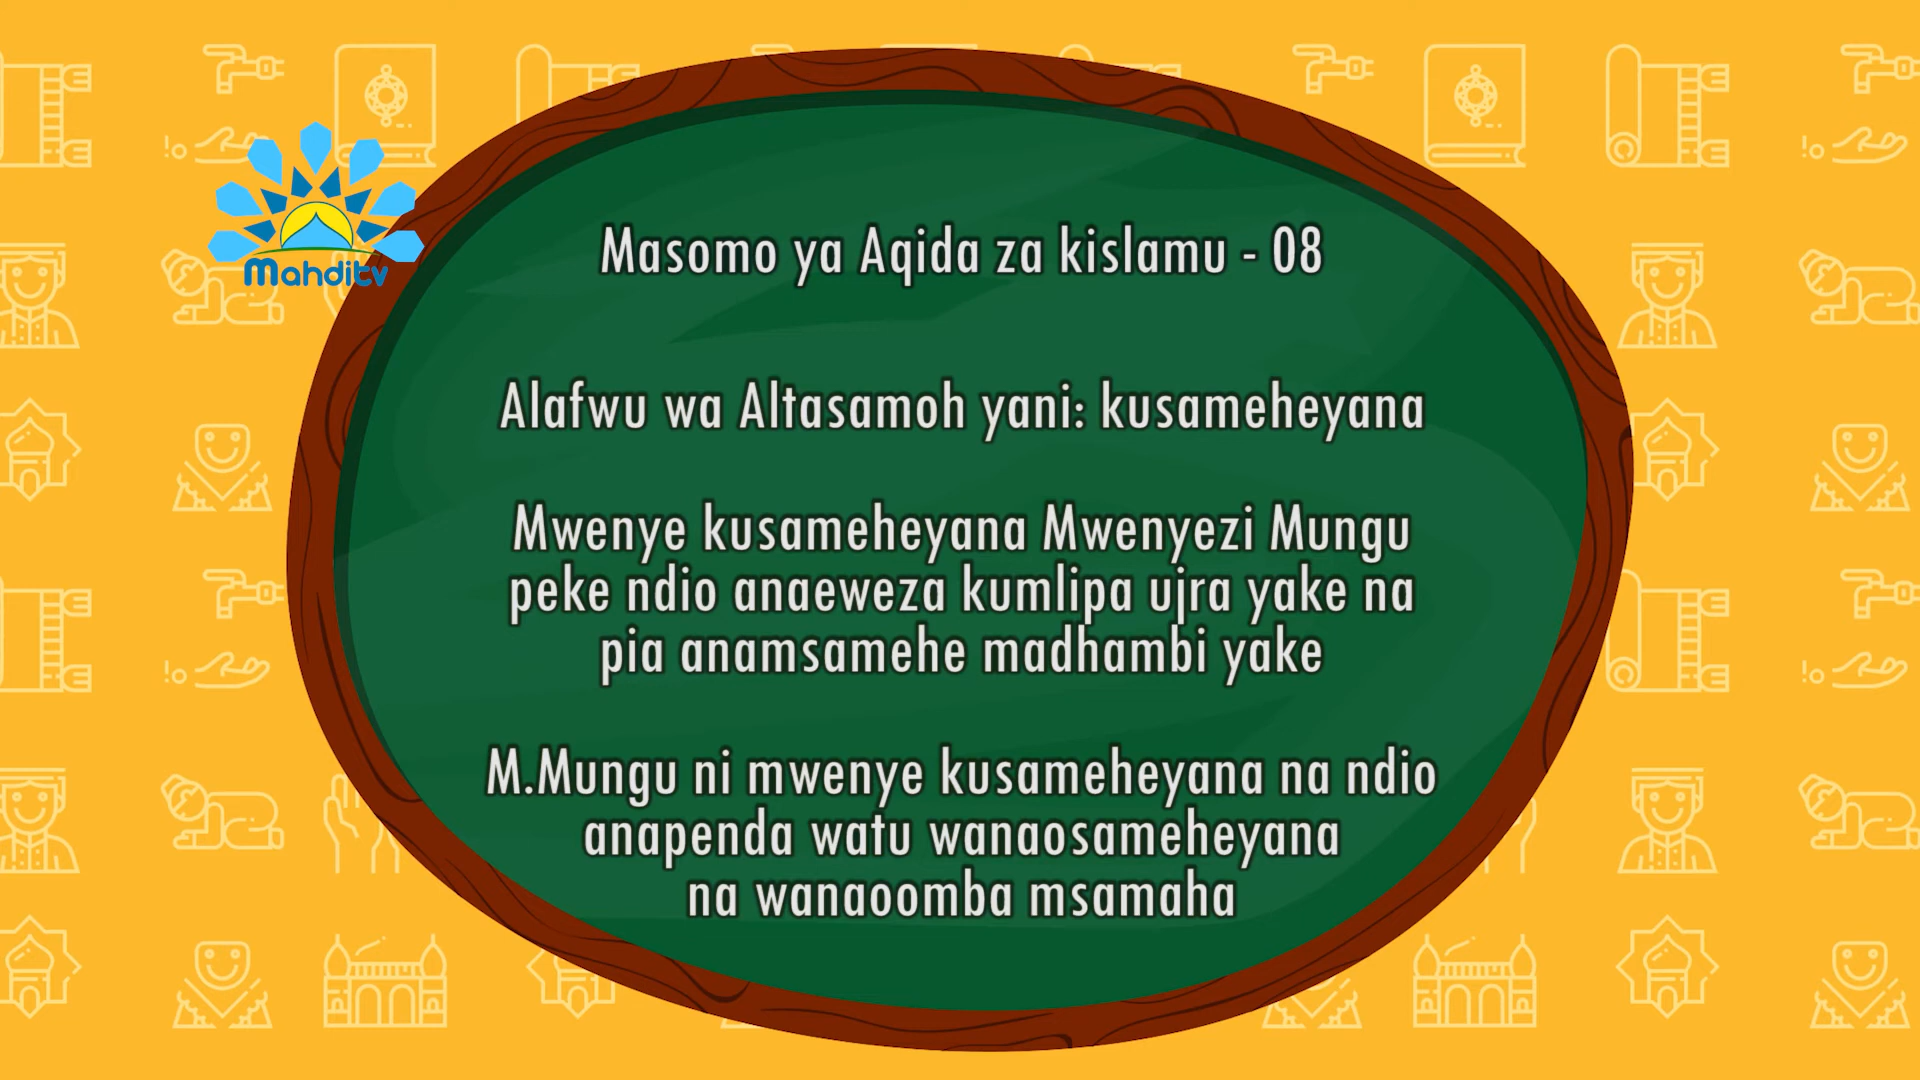 Mahditv
Masomo ya Aqida za kislamu - 08
Alafwu wa Altasamoh yani: kusameheyana
Mwenye kusameheyana Mwenyezi Mungu
peke ndio anaeweza kumlipa ujra yake na
pia anamsamehe madhambi yake
M.Mungu ni mwenye kusameheyana na ndio
anapenda watu wanaosameheyana
na wanaoomba msamaha